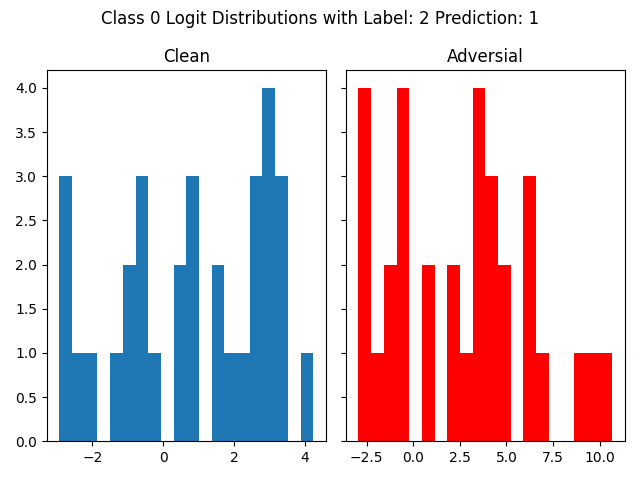 Class 0 Logit Distributions with Label: 2 Prediction: 1
Clean
Adversial
4.0
3.5
3.0
2.5
2.0
1.5
1.0
0.5
0.0
−2 0 2 4
−2.5 0.0 2.5 5.0 7.5 10.0